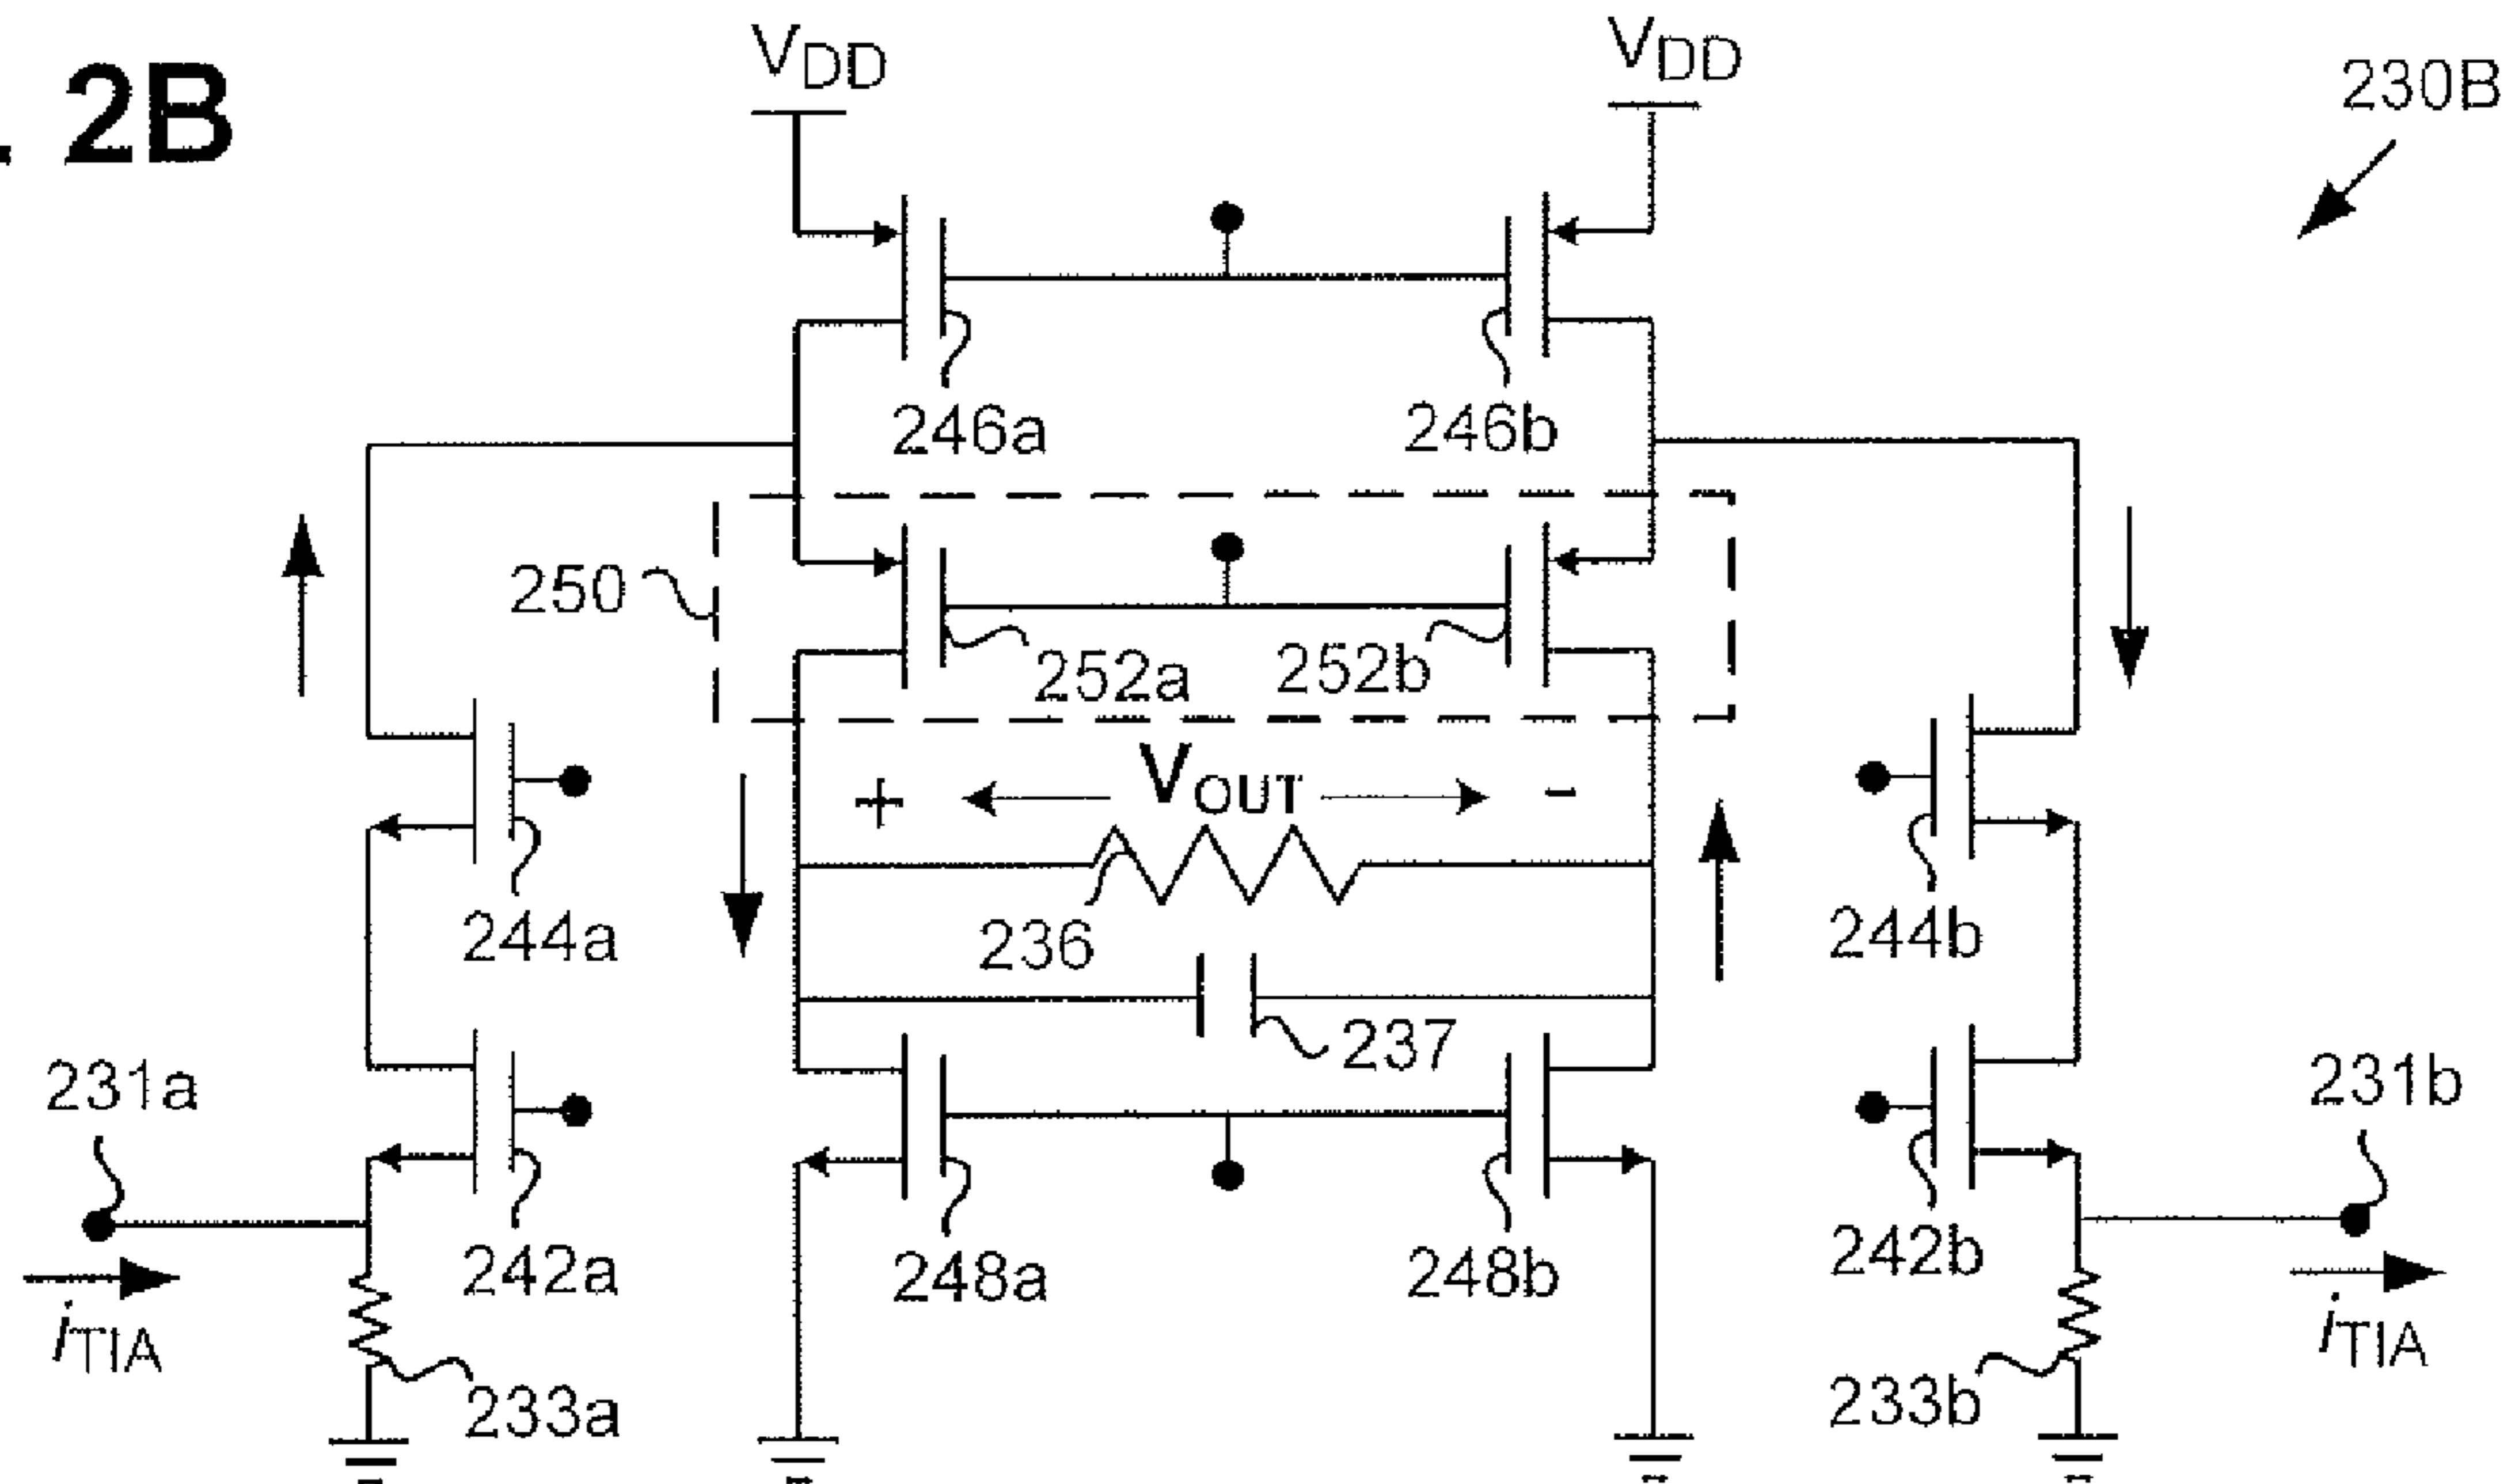 . 2B
VDD
VDD
230B
246a
246b
250
252a
252b
+
VOUT
-
244a
236
244b
231a
237
231b
242a
248a
248b
242b
iTIA
iTIA
233a
233b